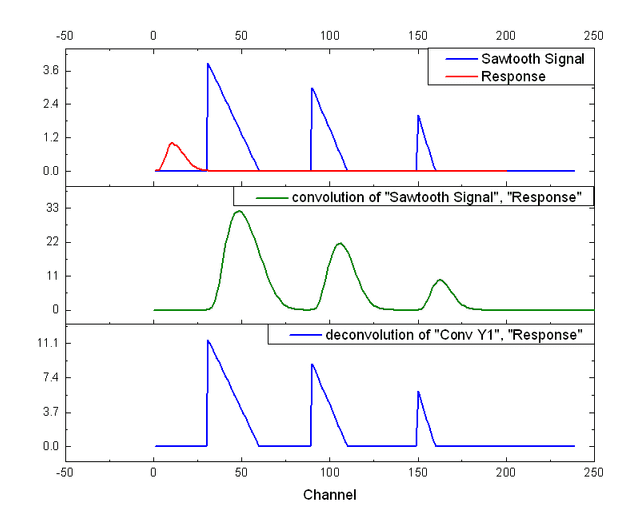 -50 0 50 100 150 200 250
Sawtooth Signal
Response
3.6
2.4
1.2
0.0
convolution of "Sawtooth Signal", "Response"
33
22
11
0
deconvolution of "Conv Y1", "Response"
11.1
7.4
3.7
0.0
-50 0 50 100 150 200 250
Channel